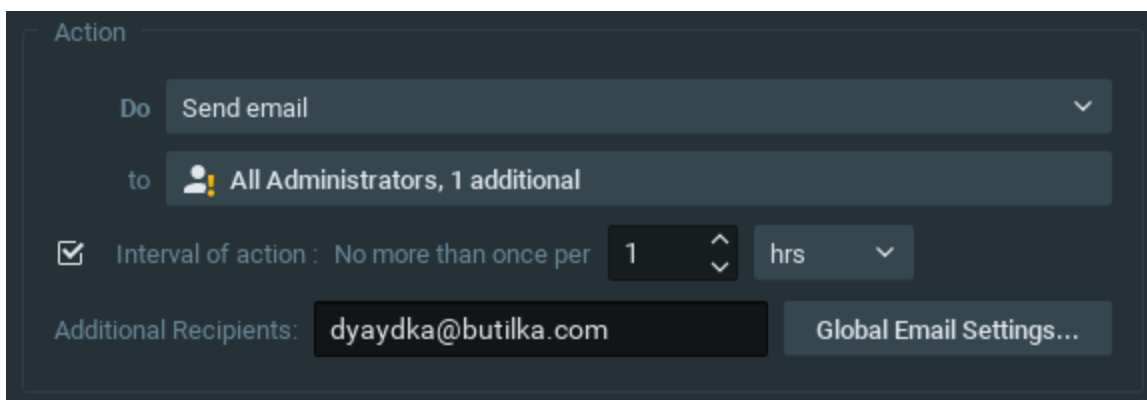 Action
Do Send email
to All Administrators, 1 additional
Interval of action : No more than once per 1 hrs
Additional Recipients: dyaydka@butilka.com Global Email Settings...